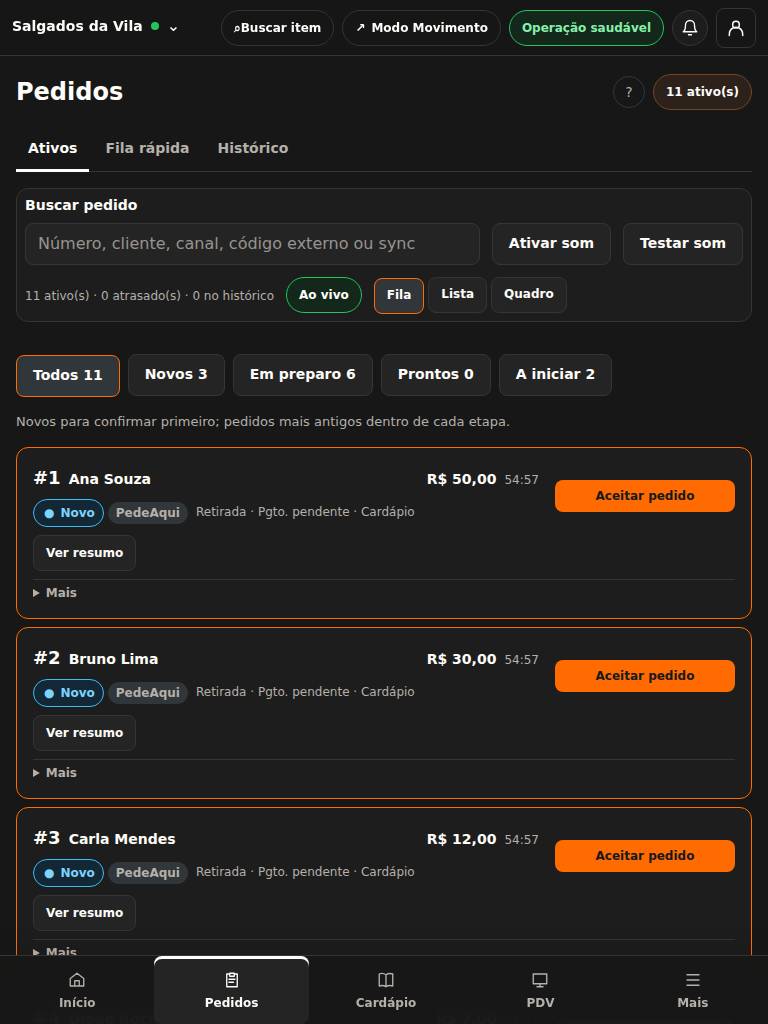 Salgados da Vila
Buscar item
↗ Modo Movimento
Operação saudável
Pedidos
?
11 ativo(s)
Ativos
Fila rápida
Histórico
Buscar pedido
Número, cliente, canal, código externo ou sync
Ativar som
Testar som
11 ativo(s) · 0 atrasado(s) · 0 no histórico
Ao vivo
Fila
Lista
Quadro
Todos 11
Novos 3
Em preparo 6
Prontos 0
A iniciar 2
Novos para confirmar primeiro; pedidos mais antigos dentro de cada etapa.
#1 Ana Souza
R$ 50,00 54:57
Aceitar pedido
● Novo PedeAqui Retirada · Pgto. pendente · Cardápio
Ver resumo
▶ Mais
#2 Bruno Lima
R$ 30,00 54:57
Aceitar pedido
● Novo PedeAqui Retirada · Pgto. pendente · Cardápio
Ver resumo
▶ Mais
#3 Carla Mendes
R$ 12,00 54:57
Aceitar pedido
● Novo PedeAqui Retirada · Pgto. pendente · Cardápio
Ver resumo
▶ Mais
Início
Pedidos
Cardápio
PDV
Mais